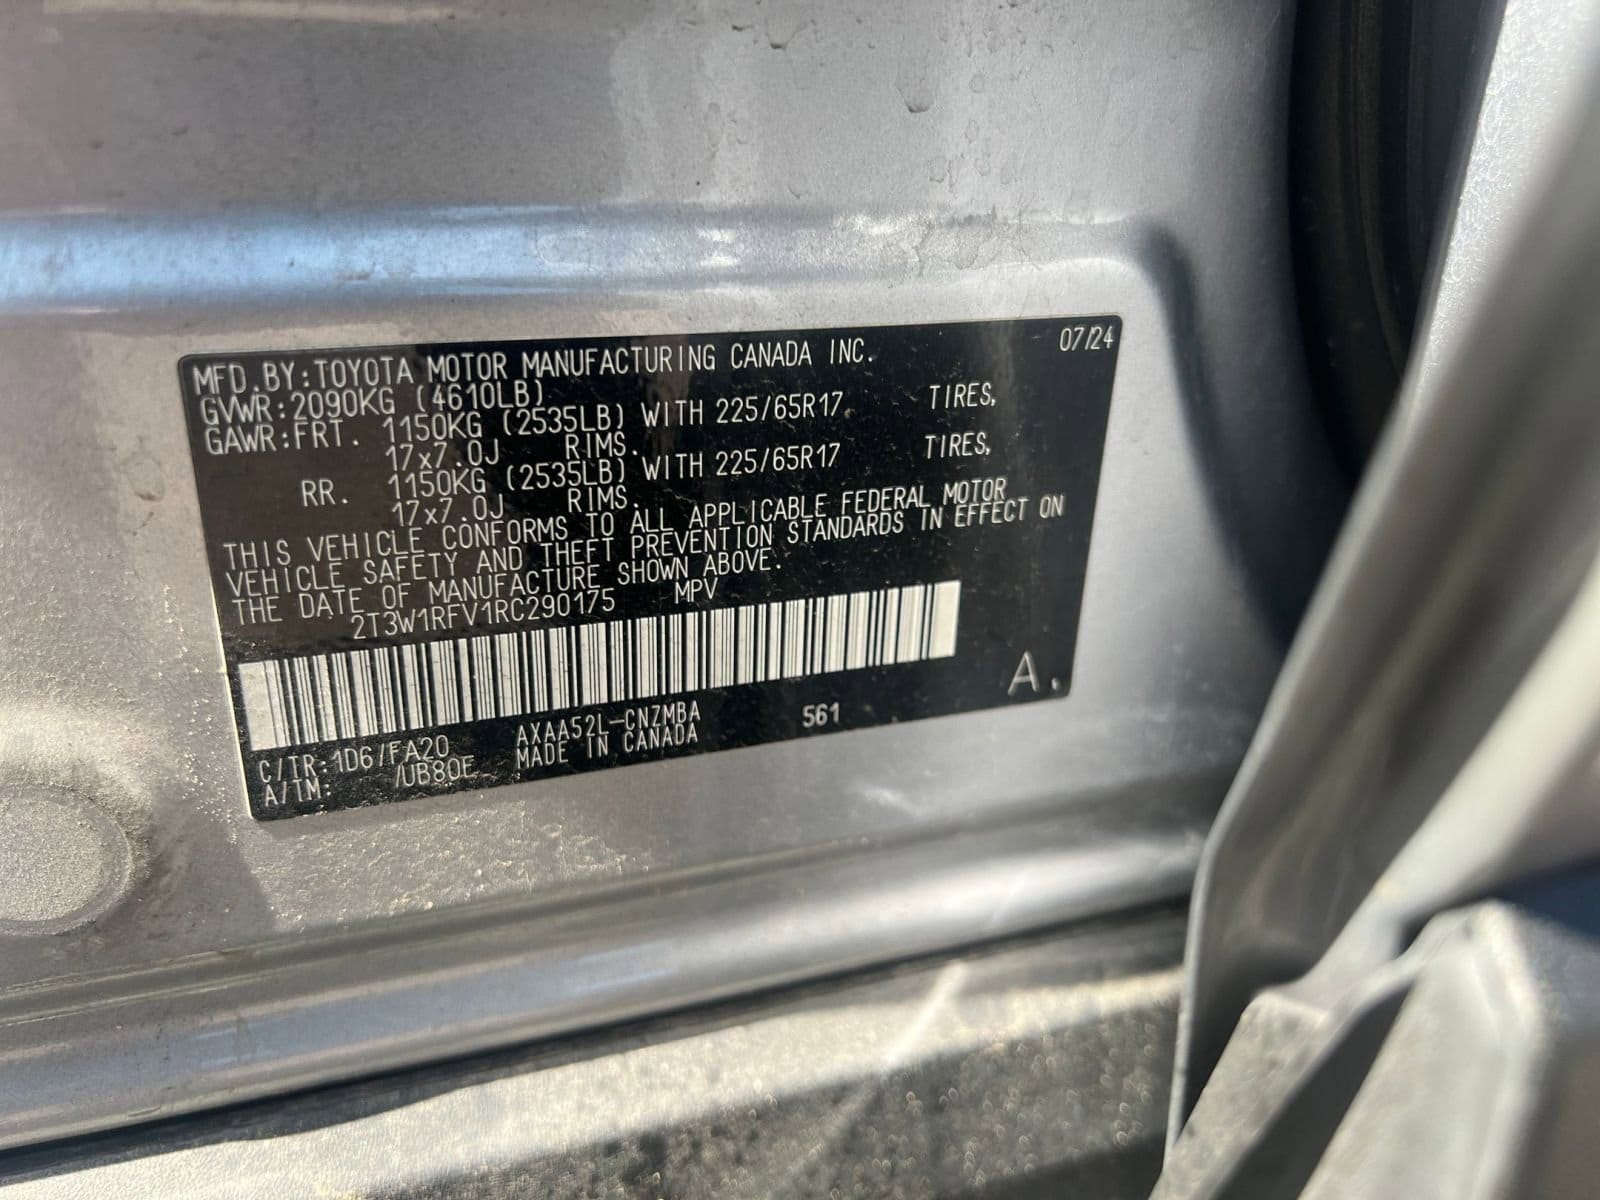 07/24
MFD.BY:TOYOTA MOTOR MANUFACTURING CANADA INC.
GVWR:2090KG (4610LB)
GAWR:FRT. 1150KG (2535LB) WITH 225/65R17 TIRES,
17x7.0J RIMS.
RR. 1150KG (2535LB) WITH 225/65R17 TIRES,
17x7.0J RIMS.
THIS VEHICLE CONFORMS TO ALL APPLICABLE FEDERAL MOTOR
VEHICLE SAFETY AND THEFT PREVENTION STANDARDS IN EFFECT ON
THE DATE OF MANUFACTURE SHOWN ABOVE.
2T3W1RFV1RC290175 MPV
A.
AXAA52L-CNZMBA 561
C/TR:1D6/FA20 MADE IN CANADA
A/TM: /UB80E